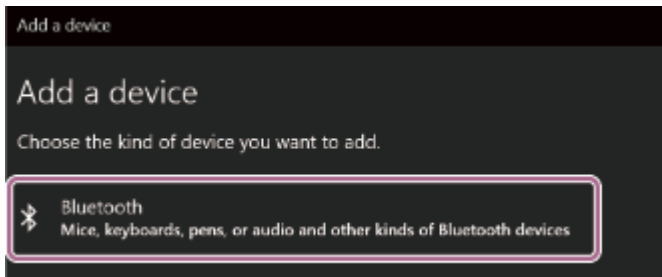 Add a device
Add a device
Choose the kind of device you want to add.
Bluetooth
Mice, keyboards, pens, or audio and other kinds of Bluetooth devices